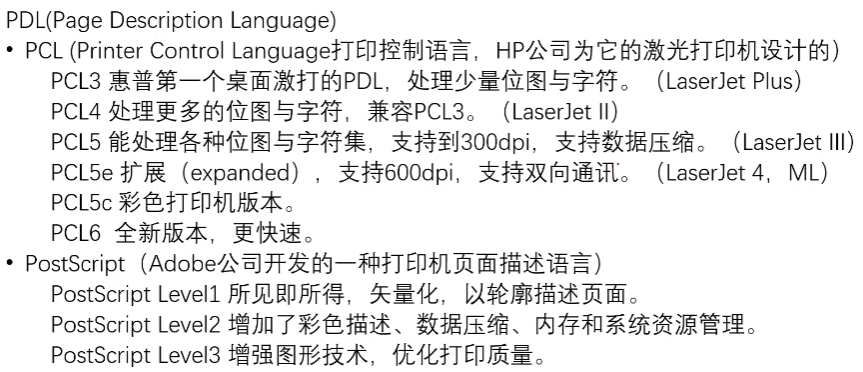 PDL(Page Description Language)
• PCL (Printer Control Language打印控制语言，HP公司为它的激光打印机设计的）
PCL3 惠普第一个桌面激打的PDL，处理少量位图与字符。（LaserJet Plus）
PCL4 处理更多的位图与字符，兼容PCL3。（LaserJet II）
PCL5 能处理各种位图与字符集，支持到300dpi，支持数据压缩。（LaserJet III）
PCL5e 扩展（expanded），支持600dpi，支持双向通讯。（LaserJet 4，ML）
PCL5c 彩色打印机版本。
PCL6 全新版本，更快速。
• PostScript（Adobe公司开发的一种打印机页面描述语言）
PostScript Level1 所见即所得，矢量化，以轮廓描述页面。
PostScript Level2 增加了彩色描述、数据压缩、内存和系统资源管理。
PostScript Level3 增强图形技术，优化打印质量。